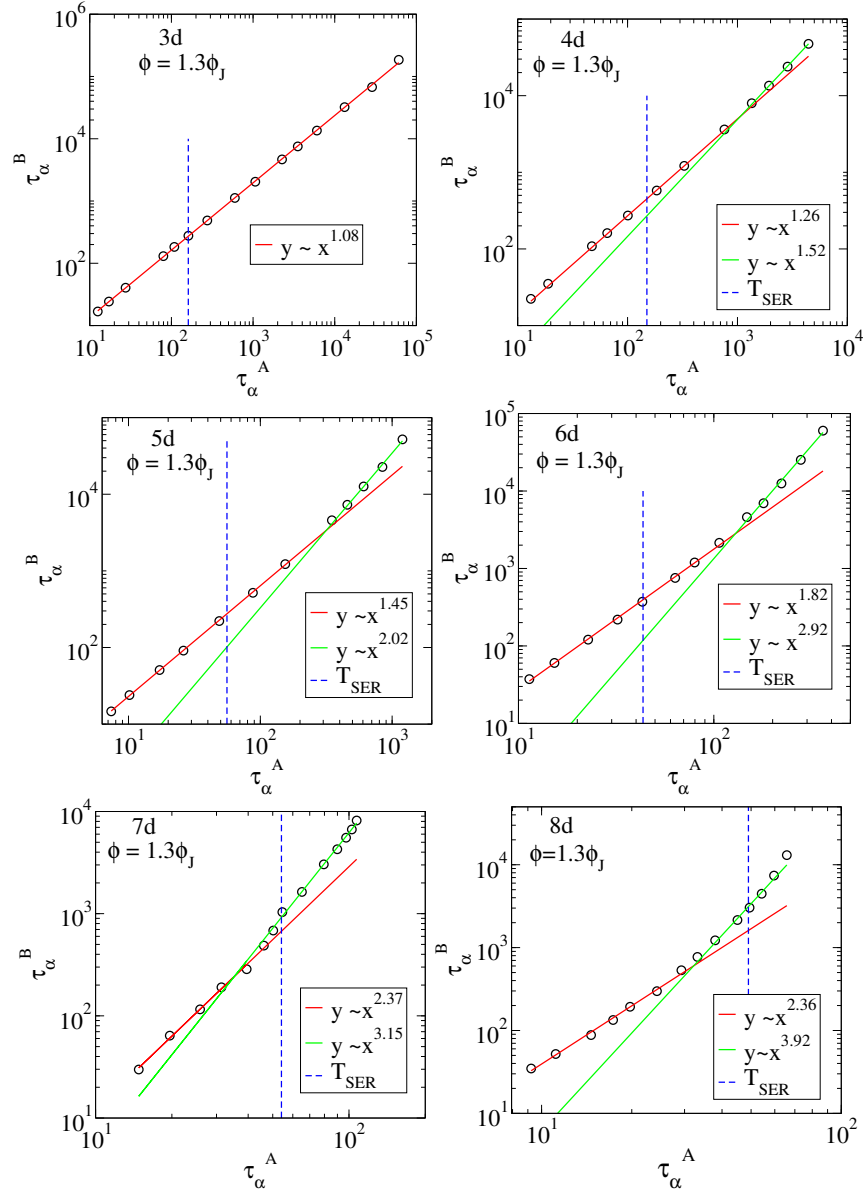 3d
ϕ = 1.3ϕ_J
10^6
10^4
10^2
τ_α^B
y ~ x^1.08
10^1 10^2 10^3 10^4 10^5
τ_α^A
4d
ϕ = 1.3ϕ_J
10^4
10^2
τ_α^B
y ~x^1.26
y ~x^1.52
T_SER
10^1 10^2 10^3 10^4
τ_α^A
5d
ϕ = 1.3ϕ_J
10^4
10^2
τ_α^B
y ~x^1.45
y ~x^2.02
T_SER
10^1 10^2 10^3
τ_α^A
6d
ϕ = 1.3ϕ_J
10^5
10^4
10^3
10^2
10^1
τ_α^B
y ~x^1.82
y ~x^2.92
T_SER
10^1 10^2
τ_α^A
7d
ϕ = 1.3ϕ_J
10^4
10^3
10^2
10^1
τ_α^B
y ~x^2.37
y ~x^3.15
T_SER
10^1 10^2
τ_α^A
8d
ϕ=1.3ϕ_J
10^4
10^3
10^2
10^1
τ_α^B
y ~x^2.36
y~x^3.92
T_SER
10^1 10^2
τ_α^A